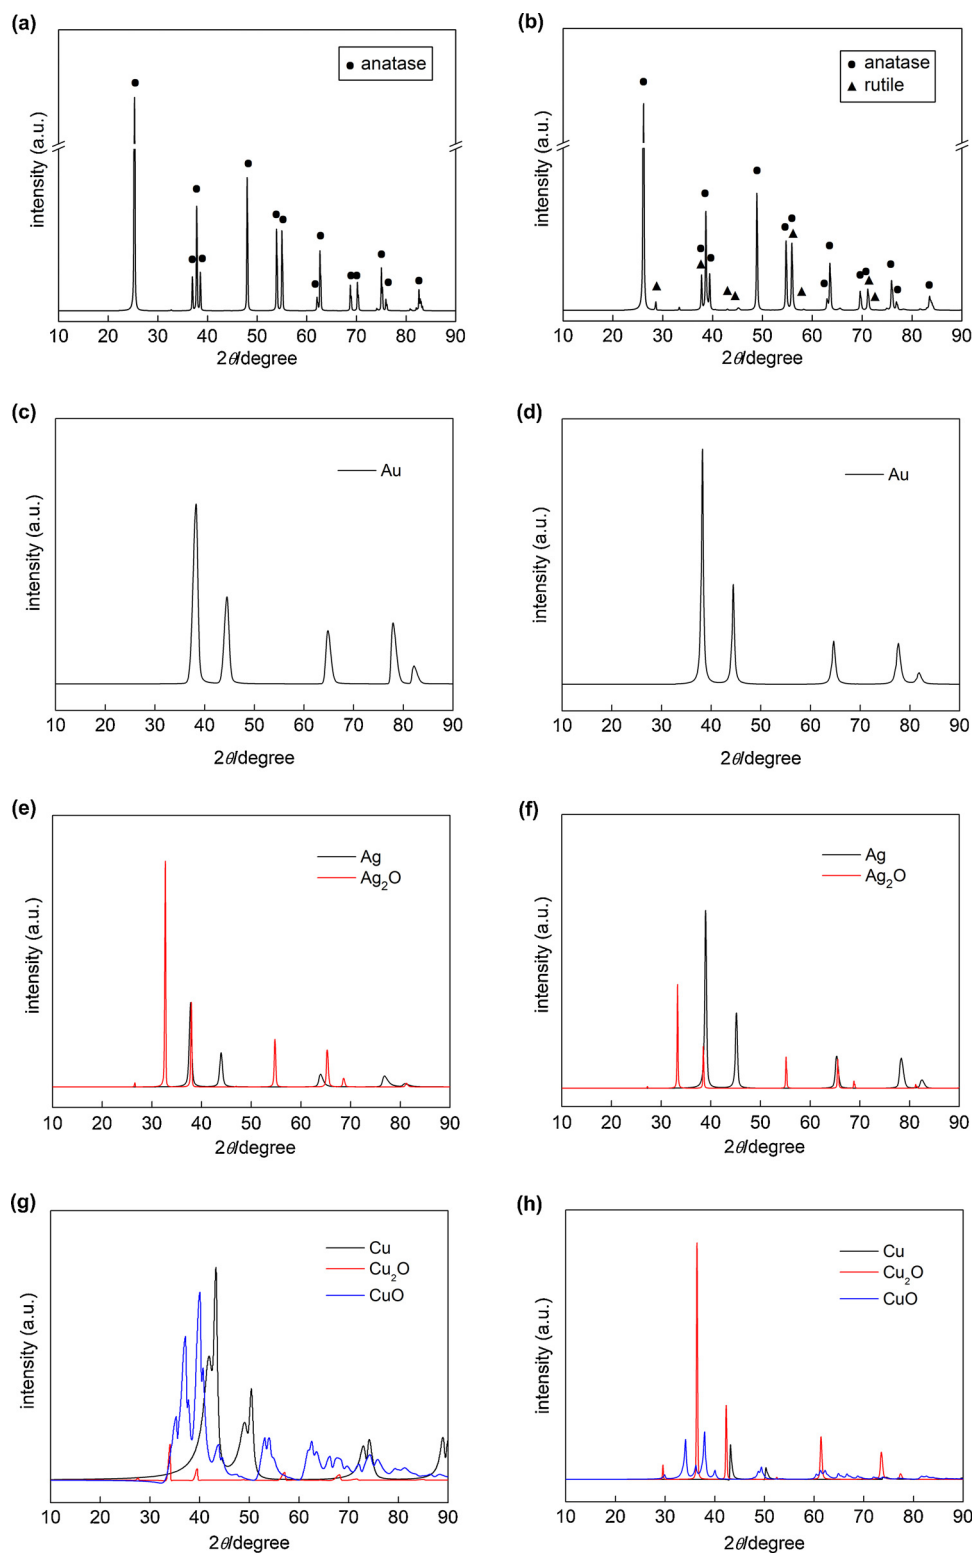 (a)
anatase
intensity (a.u.)
10 20 30 40 50 60 70 80 90
2θ/degree
(b)
anatase
rutile
intensity (a.u.)
10 20 30 40 50 60 70 80 90
2θ/degree
(c)
Au
intensity (a.u.)
10 20 30 40 50 60 70 80 90
2θ/degree
(d)
Au
intensity (a.u.)
10 20 30 40 50 60 70 80 90
2θ/degree
(e)
Ag
Ag₂O
intensity (a.u.)
10 20 30 40 50 60 70 80 90
2θ/degree
(f)
Ag
Ag₂O
intensity (a.u.)
10 20 30 40 50 60 70 80 90
2θ/degree
(g)
Cu
Cu₂O
CuO
intensity (a.u.)
10 20 30 40 50 60 70 80 90
2θ/degree
(h)
Cu
Cu₂O
CuO
intensity (a.u.)
10 20 30 40 50 60 70 80 90
2θ/degree